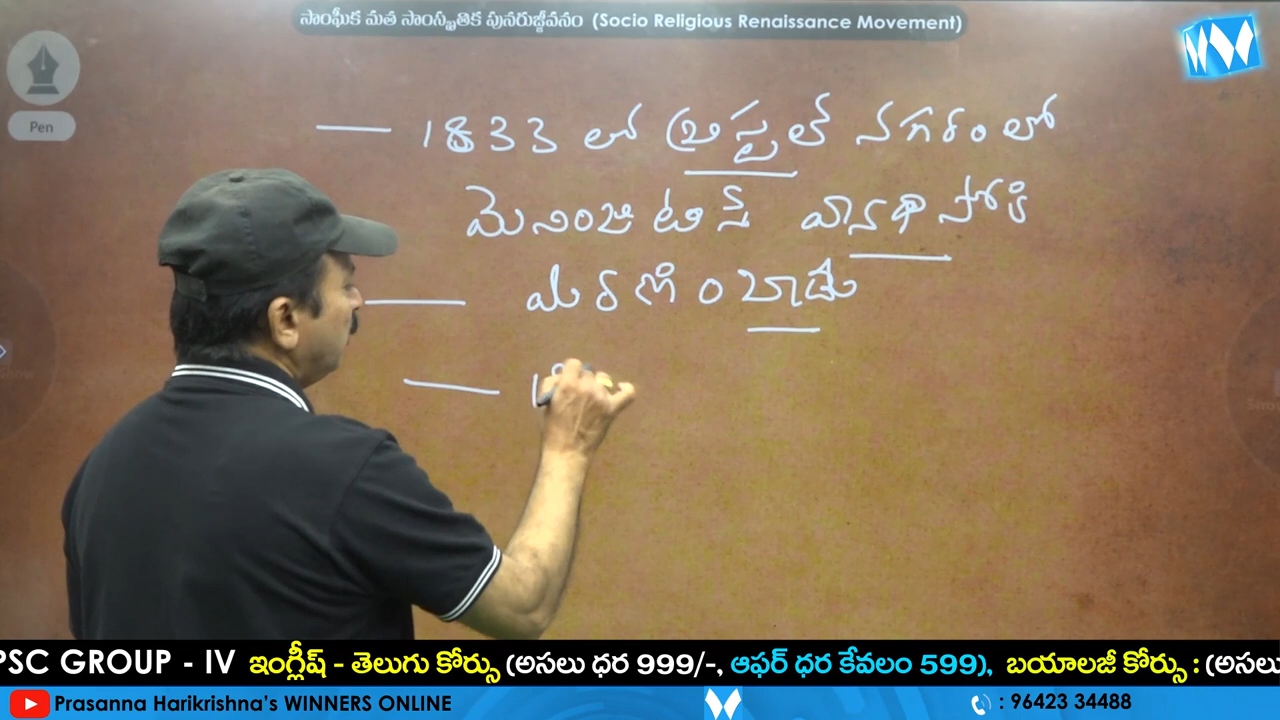 సాంఘీక మత సాంస్కృతిక పునరుజ్జీవనం (Socio Religious Renaissance Movement)
Pen
— 1833 లో బ్రిస్టల్ నగరంలో
మెనింజిటిస్ వ్యాధి సోకి
— మరణించాడు
— 18
PSC GROUP - IV ఇంగ్లీష్ - తెలుగు కోర్సు (అసలు ధర 999/-, ఆఫర్ ధర కేవలం 599), బయాలజీ కోర్సు : (అసలు
Prasanna Harikrishna's WINNERS ONLINE : 96423 34488